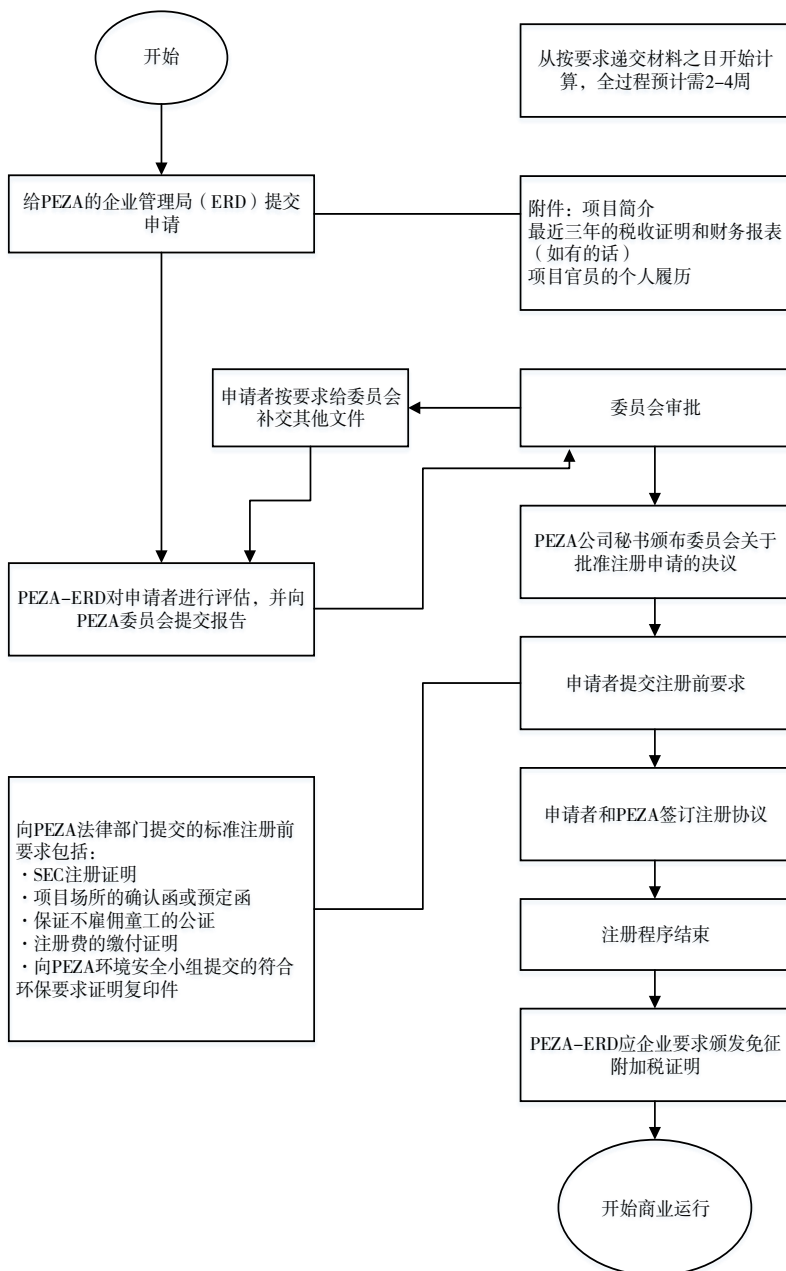 开始
从按要求递交材料之日开始计
算，全过程预计需2-4周
给PEZA的企业管理局（ERD）提交
申请
附件：项目简介
最近三年的税收证明和财务报表
（如有的话）
项目官员的个人履历
申请者按要求给委员会
补交其他文件
委员会审批
PEZA公司秘书颁布委员会关于
批准注册申请的决议
PEZA-ERD对申请者进行评估，并向
PEZA委员会提交报告
申请者提交注册前要求
申请者和PEZA签订注册协议
向PEZA法律部门提交的标准注册前
要求包括：
·SEC注册证明
·项目场所的确认函或预定函
·保证不雇佣童工的公证
·注册费的缴付证明
·向PEZA环境安全小组提交的符合
环保要求证明复印件
注册程序结束
PEZA-ERD应企业要求颁发免征
附加税证明
开始商业运行